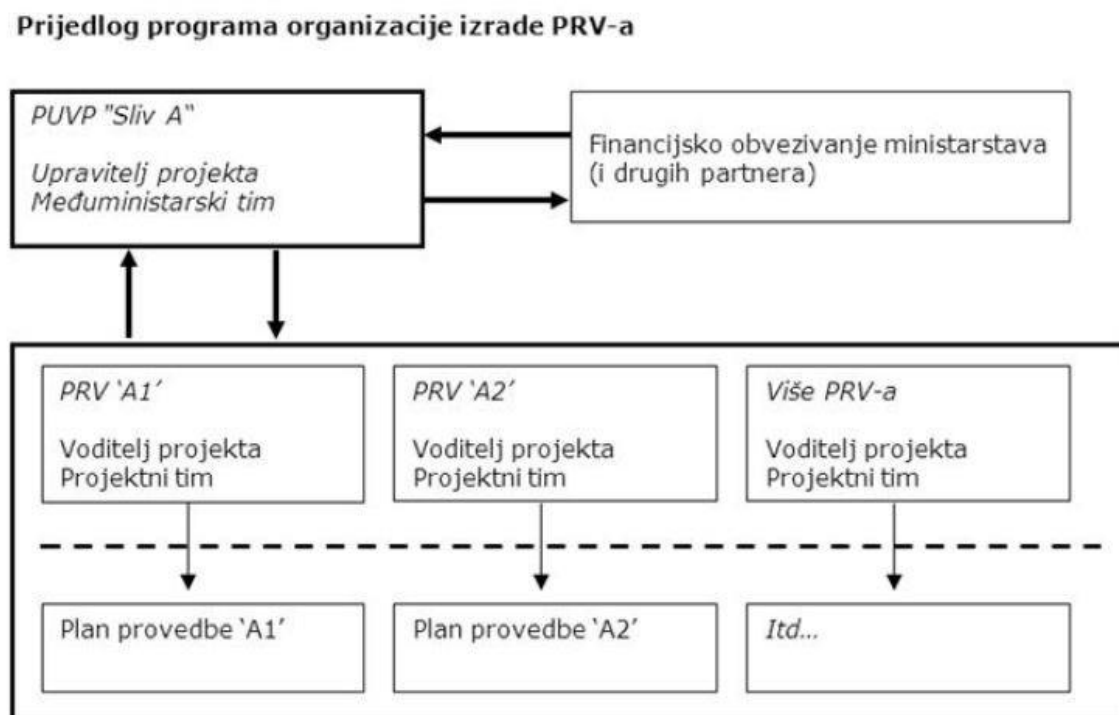 Prijedlog programa organizacije izrade PRV-a
PUVP "Sliv A“
Upravitelj projekta
Međuministarski tim
Financijsko obvezivanje ministarstava
(i drugih partnera)
PRV ‘A1’
Voditelj projekta
Projektni tim
PRV ‘A2’
Voditelj projekta
Projektni tim
Više PRV-a
Voditelj projekta
Projektni tim
Plan provedbe ‘A1’
Plan provedbe ‘A2’
Itd...